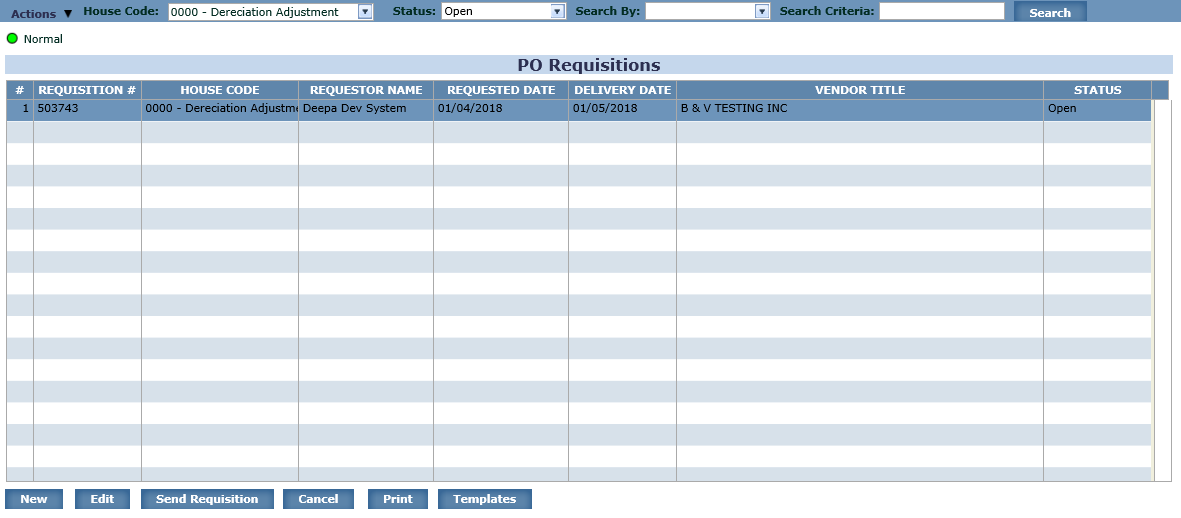 Actions ▼ House Code: 0000 - Dereciation Adjustment Status: Open Search By: Search Criteria: Search
Normal
PO Requisitions
# REQUISITION # HOUSE CODE REQUESTOR NAME REQUESTED DATE DELIVERY DATE VENDOR TITLE STATUS
1 503743 0000 - Dereciation Adjustme Deepa Dev System 01/04/2018 01/05/2018 B & V TESTING INC Open
New Edit Send Requisition Cancel Print Templates